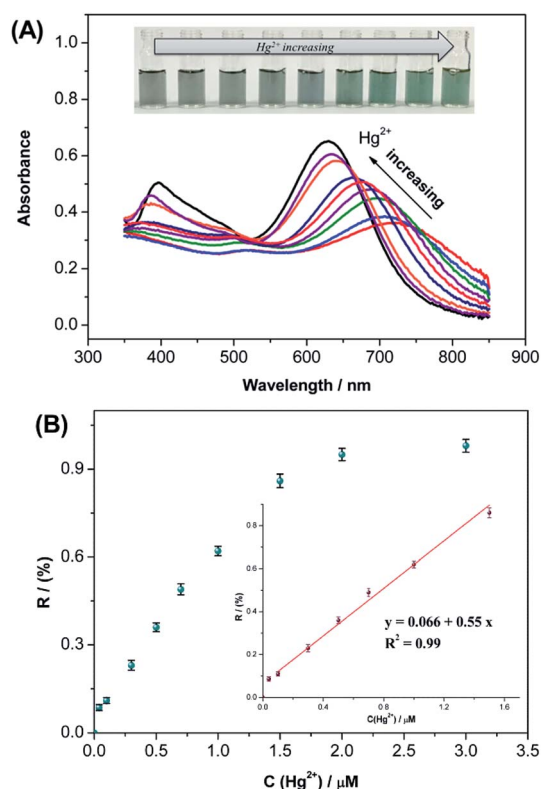 (A)
1.0
0.8
0.6
0.4
0.2
0.0
Absorbance
Hg²⁺ increasing
Hg²⁺
increasing
300 400 500 600 700 800 900
Wavelength / nm
(B)
0.9
0.6
0.3
0.0
R / (%)
0.8
0.6
0.4
0.2
0.0
R / (%)
y = 0.066 + 0.55 x
R² = 0.99
0.0 0.4 0.8 1.2 1.6
C(Hg²⁺) / μM
0.0 0.5 1.0 1.5 2.0 2.5 3.0 3.5
C (Hg²⁺) / μM